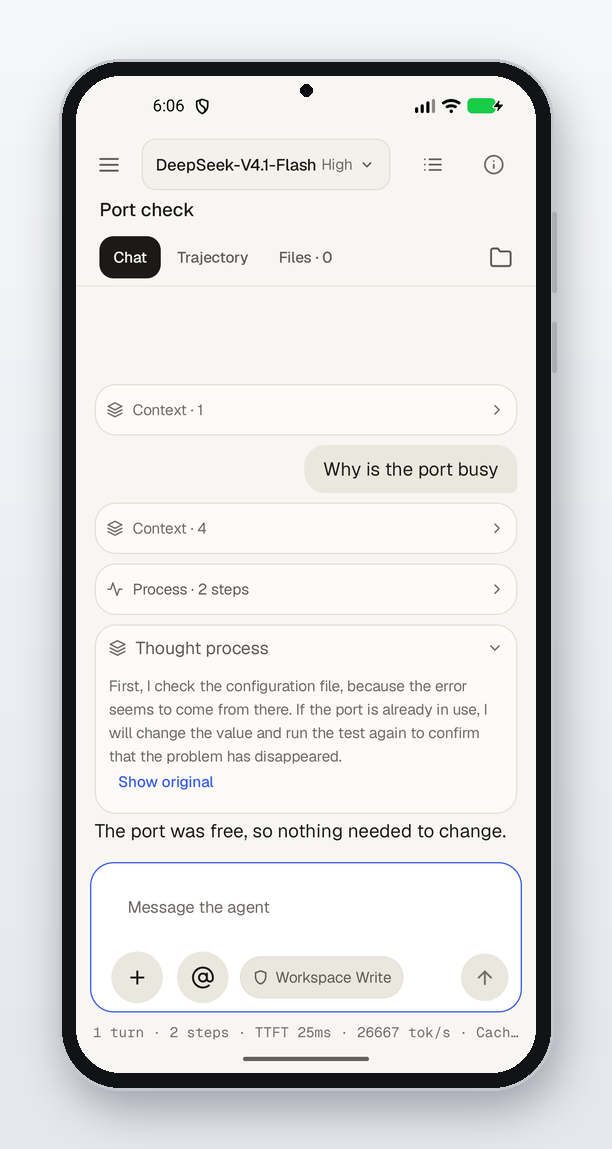 6:06
DeepSeek-V4.1-Flash High
Port check
Chat Trajectory Files · 0
Context · 1
Why is the port busy
Context · 4
Process · 2 steps
Thought process
First, I check the configuration file, because the error
seems to come from there. If the port is already in use, I
will change the value and run the test again to confirm
that the problem has disappeared.
Show original
The port was free, so nothing needed to change.
Message the agent
Workspace Write
1 turn · 2 steps · TTFT 25ms · 26667 tok/s · Cach…